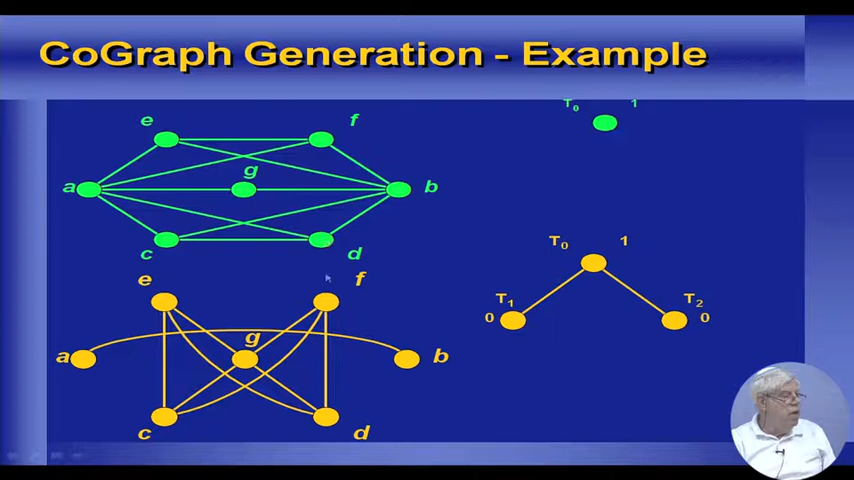 CoGraph Generation - Example
T0 1
e f
g
a b
c d
e f
g
a b
c d
T0 1
T1 T2
0 0